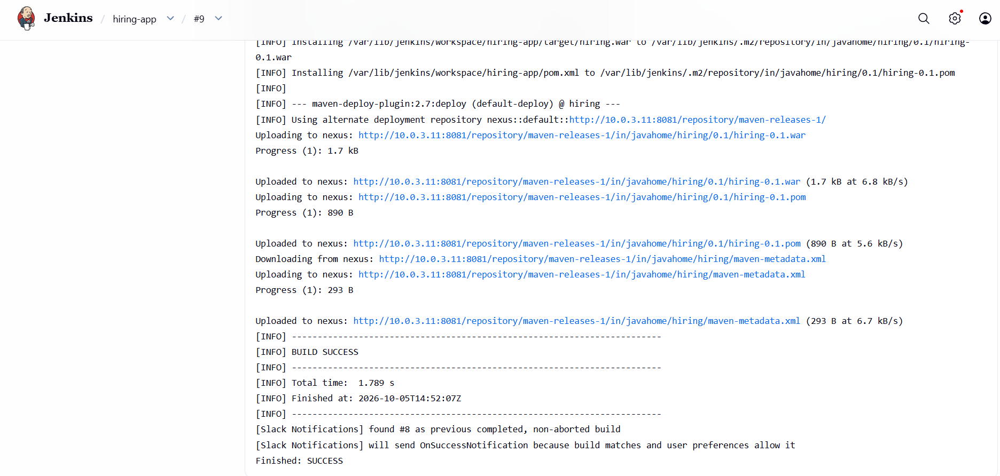 Jenkins / hiring-app / #9
[INFO] Installing /var/lib/jenkins/workspace/hiring-app/target/hiring.war to /var/lib/jenkins/.m2/repository/in/javahome/hiring/0.1/hiring-
0.1.war
[INFO] Installing /var/lib/jenkins/workspace/hiring-app/pom.xml to /var/lib/jenkins/.m2/repository/in/javahome/hiring/0.1/hiring-0.1.pom
[INFO]
[INFO] --- maven-deploy-plugin:2.7:deploy (default-deploy) @ hiring ---
[INFO] Using alternate deployment repository nexus::default::http://10.0.3.11:8081/repository/maven-releases-1/
Uploading to nexus: http://10.0.3.11:8081/repository/maven-releases-1/in/javahome/hiring/0.1/hiring-0.1.war
Progress (1): 1.7 kB
Uploaded to nexus: http://10.0.3.11:8081/repository/maven-releases-1/in/javahome/hiring/0.1/hiring-0.1.war (1.7 kB at 6.8 kB/s)
Uploading to nexus: http://10.0.3.11:8081/repository/maven-releases-1/in/javahome/hiring/0.1/hiring-0.1.pom
Progress (1): 890 B
Uploaded to nexus: http://10.0.3.11:8081/repository/maven-releases-1/in/javahome/hiring/0.1/hiring-0.1.pom (890 B at 5.6 kB/s)
Downloading from nexus: http://10.0.3.11:8081/repository/maven-releases-1/in/javahome/hiring/maven-metadata.xml
Uploading to nexus: http://10.0.3.11:8081/repository/maven-releases-1/in/javahome/hiring/maven-metadata.xml
Progress (1): 293 B
Uploaded to nexus: http://10.0.3.11:8081/repository/maven-releases-1/in/javahome/hiring/maven-metadata.xml (293 B at 6.7 kB/s)
[INFO] ------------------------------------------------------------------------
[INFO] BUILD SUCCESS
[INFO] ------------------------------------------------------------------------
[INFO] Total time:  1.789 s
[INFO] Finished at: 2026-10-05T14:52:07Z
[INFO] ------------------------------------------------------------------------
[Slack Notifications] found #8 as previous completed, non-aborted build
[Slack Notifications] will send OnSuccessNotification because build matches and user preferences allow it
Finished: SUCCESS